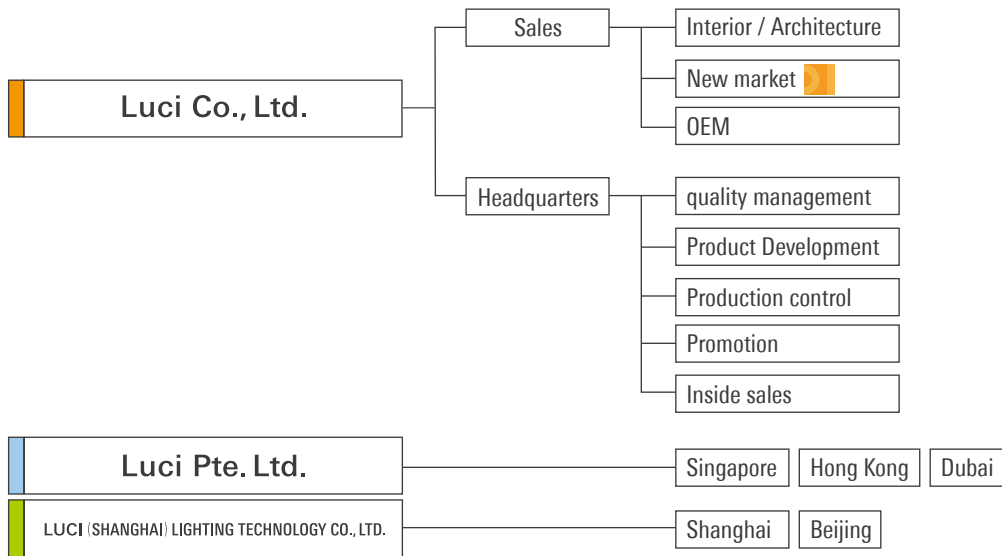 Luci Co., Ltd.
Sales
Interior / Architecture
New market
OEM
Headquarters
quality management
Product Development
Production control
Promotion
Inside sales
Luci Pte. Ltd.
Singapore
Hong Kong
Dubai
LUCI (SHANGHAI) LIGHTING TECHNOLOGY CO., LTD.
Shanghai
Beijing